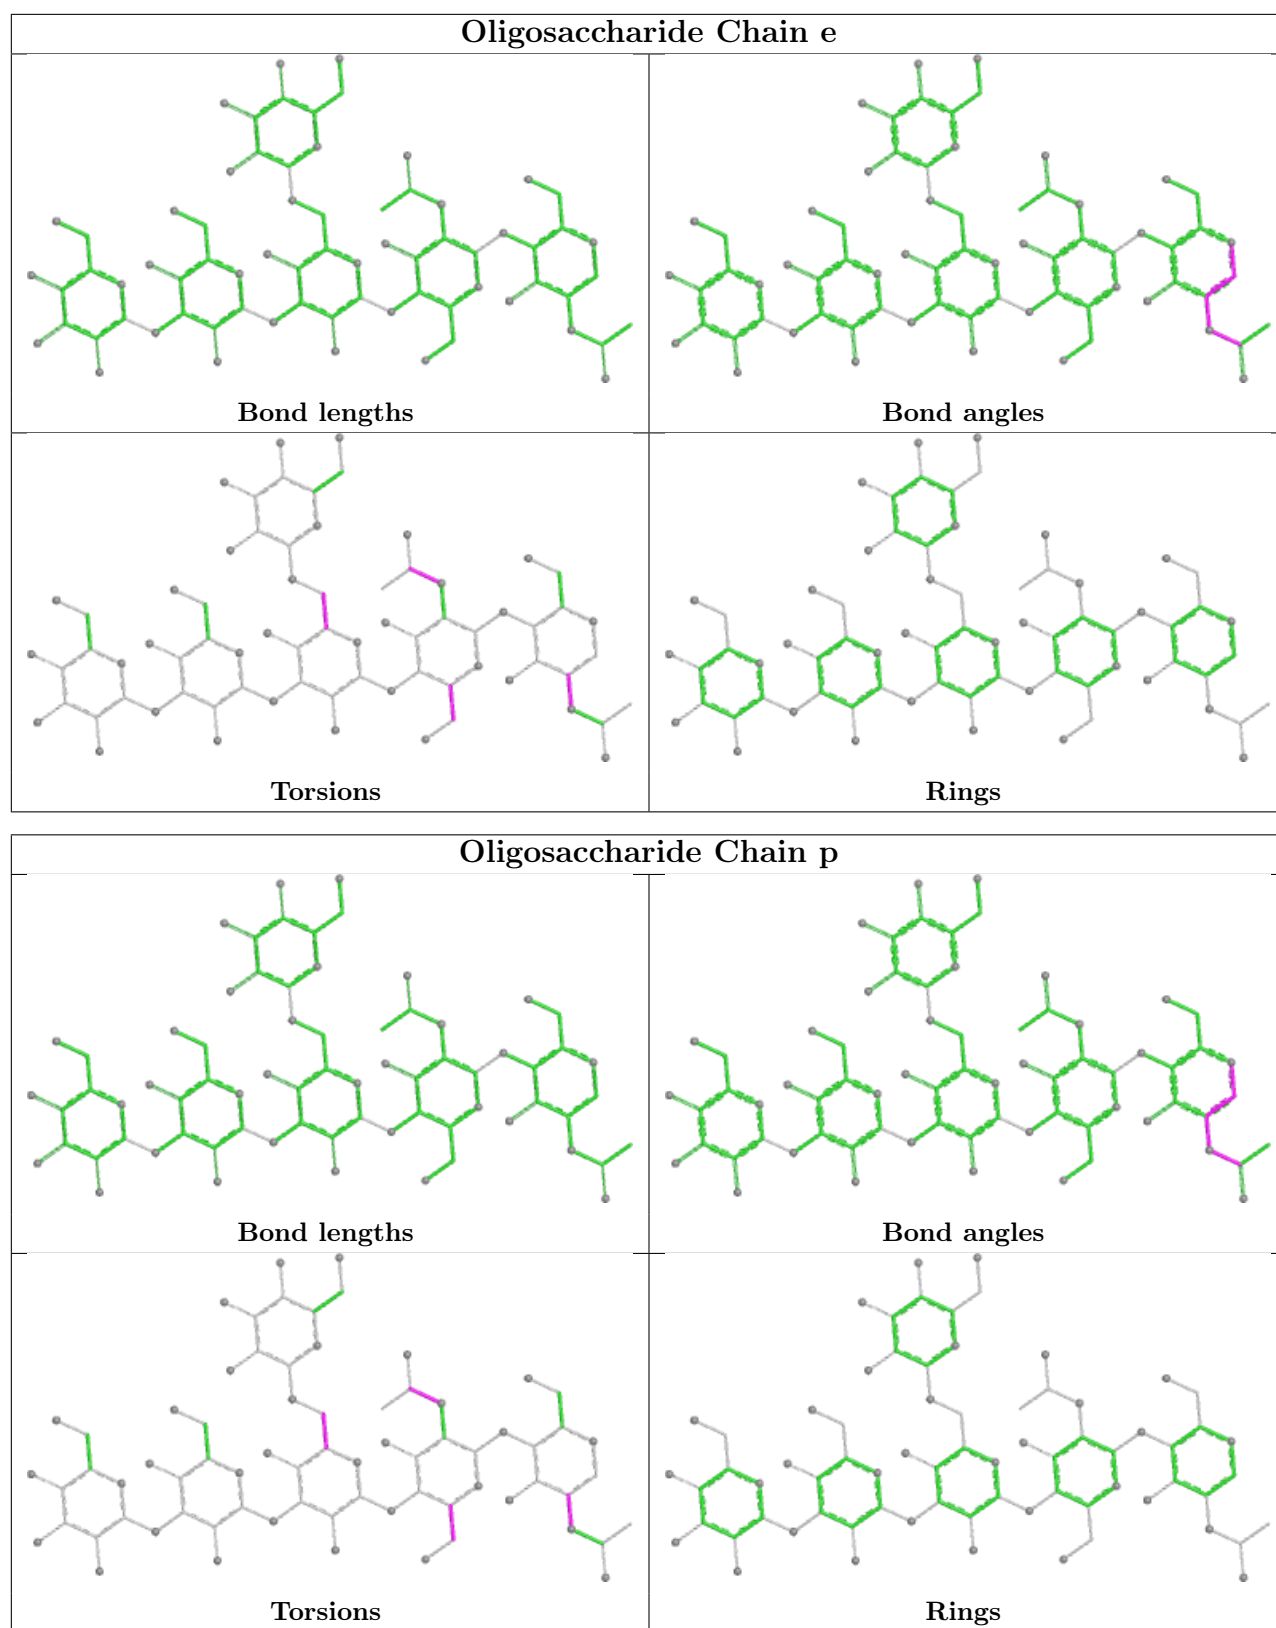 Oligosaccharide Chain e
Bond lengths
Bond angles
Torsions
Rings
Oligosaccharide Chain p
Bond lengths
Bond angles
Torsions
Rings